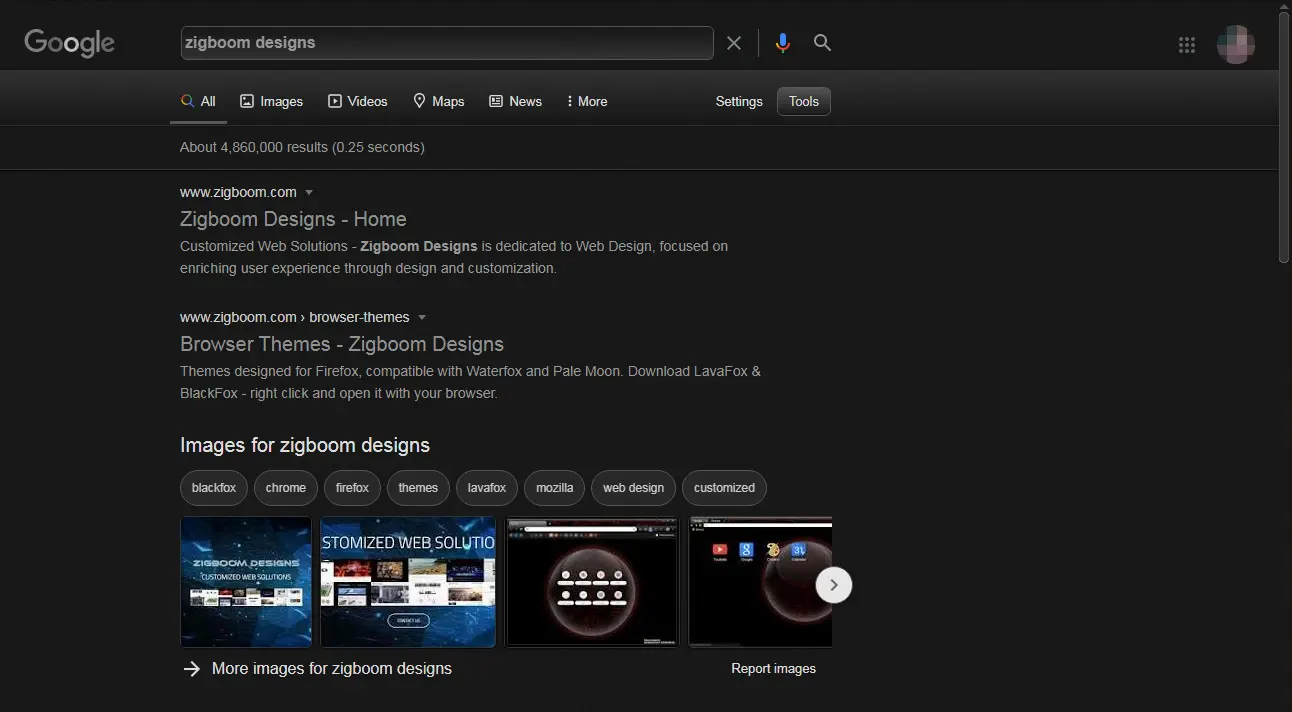 Google
zigboom designs
All Images Videos Maps News More Settings Tools
About 4,860,000 results (0.25 seconds)
www.zigboom.com
Zigboom Designs - Home
Customized Web Solutions - Zigboom Designs is dedicated to Web Design, focused on
enriching user experience through design and customization.
www.zigboom.com › browser-themes
Browser Themes - Zigboom Designs
Themes designed for Firefox, compatible with Waterfox and Pale Moon. Download LavaFox &
BlackFox - right click and open it with your browser.
Images for zigboom designs
blackfox chrome firefox themes lavafox mozilla web design customized
ZIGBOOM DESIGNS
CUSTOMIZED WEB SOLUTIONS
STOMIZED WEB SOLUTIO
CONTACT US
More images for zigboom designs Report images